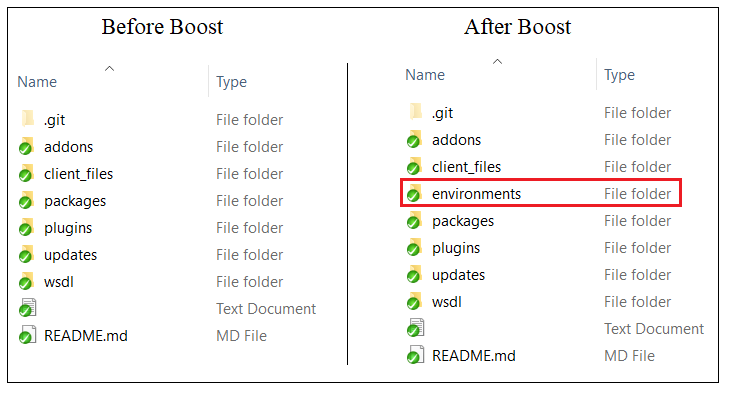 Before Boost
Name Type
.git File folder
addons File folder
client_files File folder
packages File folder
plugins File folder
updates File folder
wsdl File folder
Text Document
README.md MD File
After Boost
Name Type
.git File folder
addons File folder
client_files File folder
environments File folder
packages File folder
plugins File folder
updates File folder
wsdl File folder
Text Document
README.md MD File